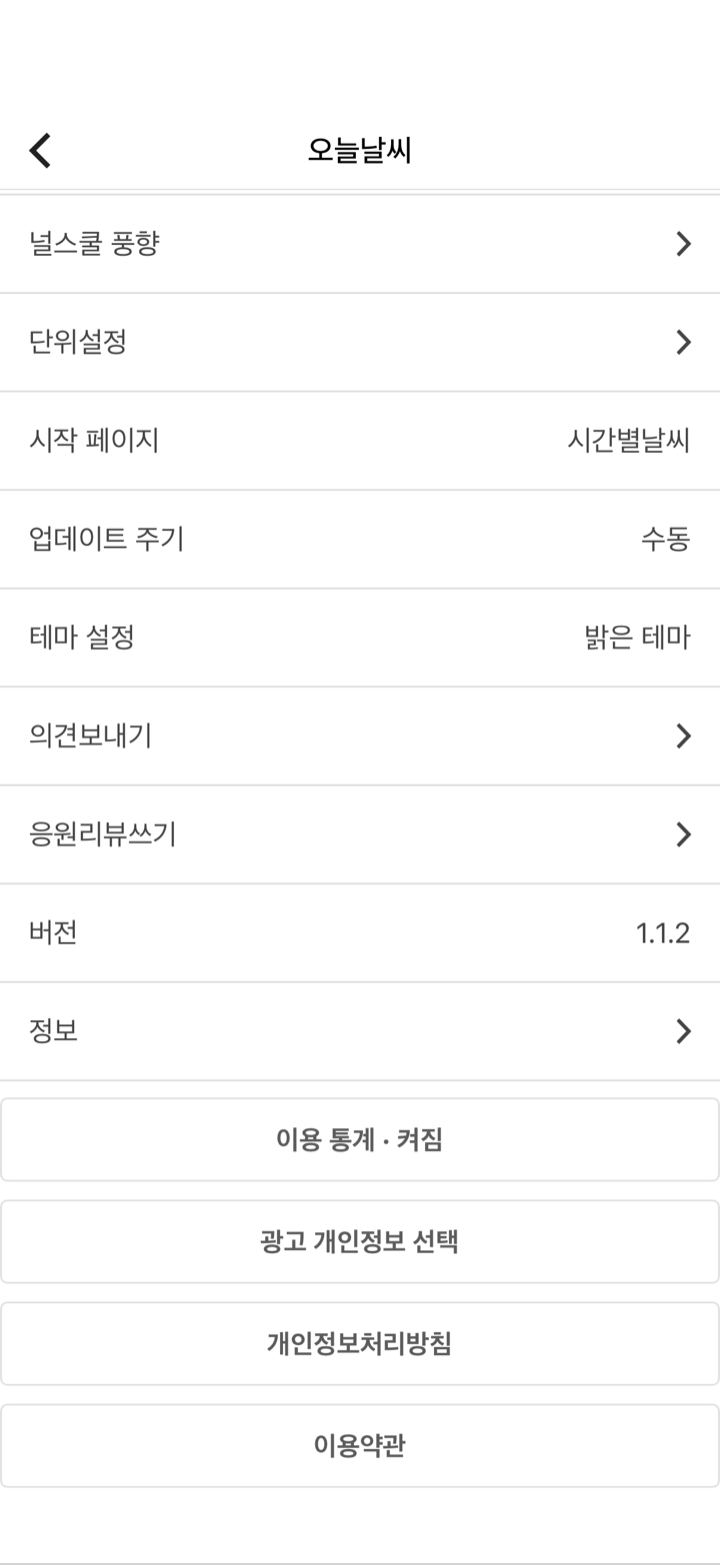 오늘날씨
널스쿨 풍향
단위설정
시작 페이지 시간별날씨
업데이트 주기 수동
테마 설정 밝은 테마
의견보내기
응원리뷰쓰기
버전 1.1.2
정보
이용 통계 · 켜짐
광고 개인정보 선택
개인정보처리방침
이용약관